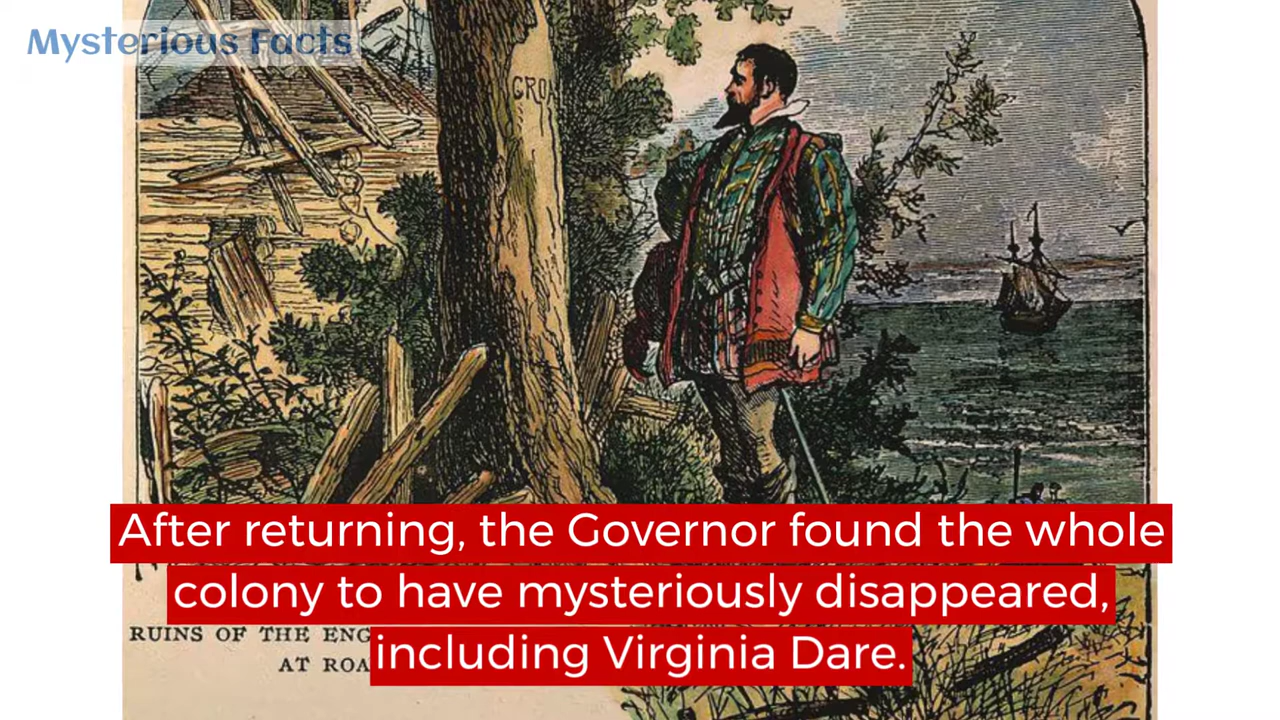 Mysterious Facts
CROA
After returning, the Governor found the whole
colony to have mysteriously disappeared,
including Virginia Dare.
RUINS OF THE ENG
AT ROA